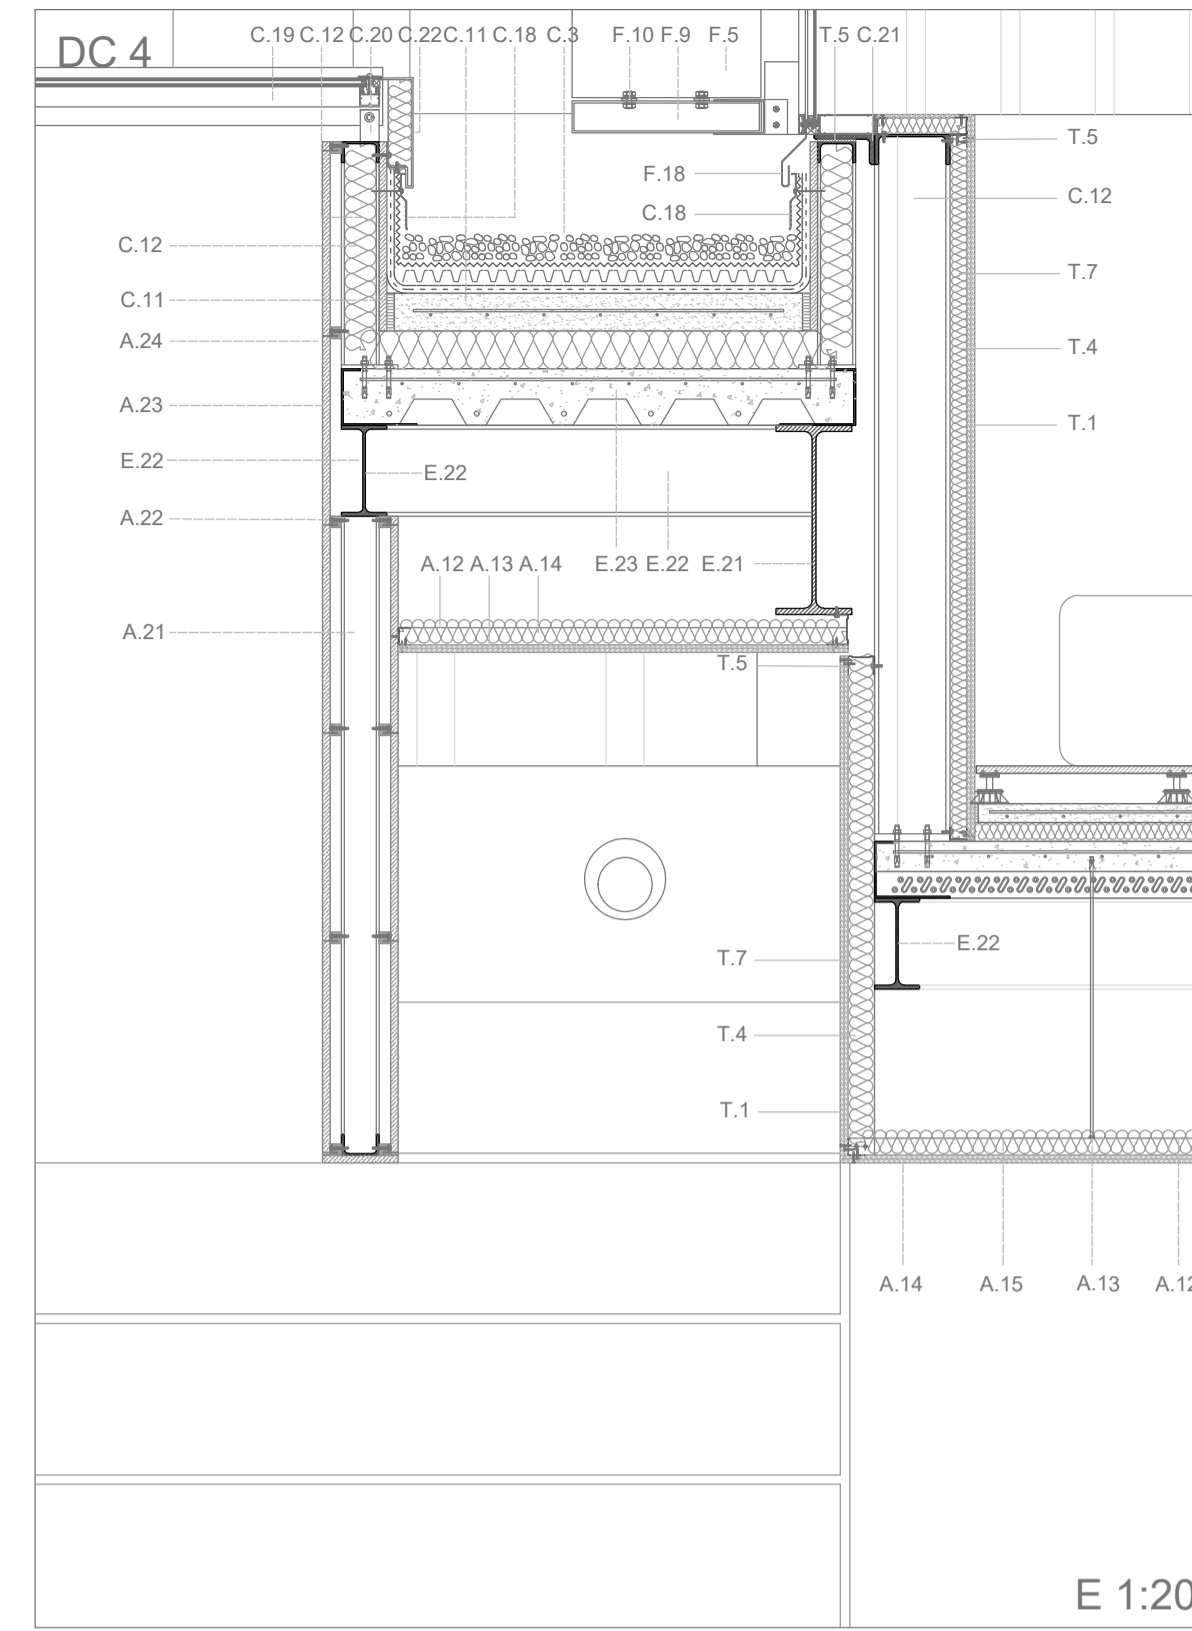 DC 4
C.19 C.12 C.20 C.22 C.11 C.18 C.3 F.10 F.9 F.5 T.5 C.21
T.5
F.18
C.12
C.18
C.12
T.7
C.11
A.24
T.4
A.23
T.1
E.22
E.22
A.22
A.12 A.13 A.14 E.23 E.22 E.21
A.21
T.5
E.22
T.7
T.4
T.1
A.14 A.15 A.13 A.12
E 1:20